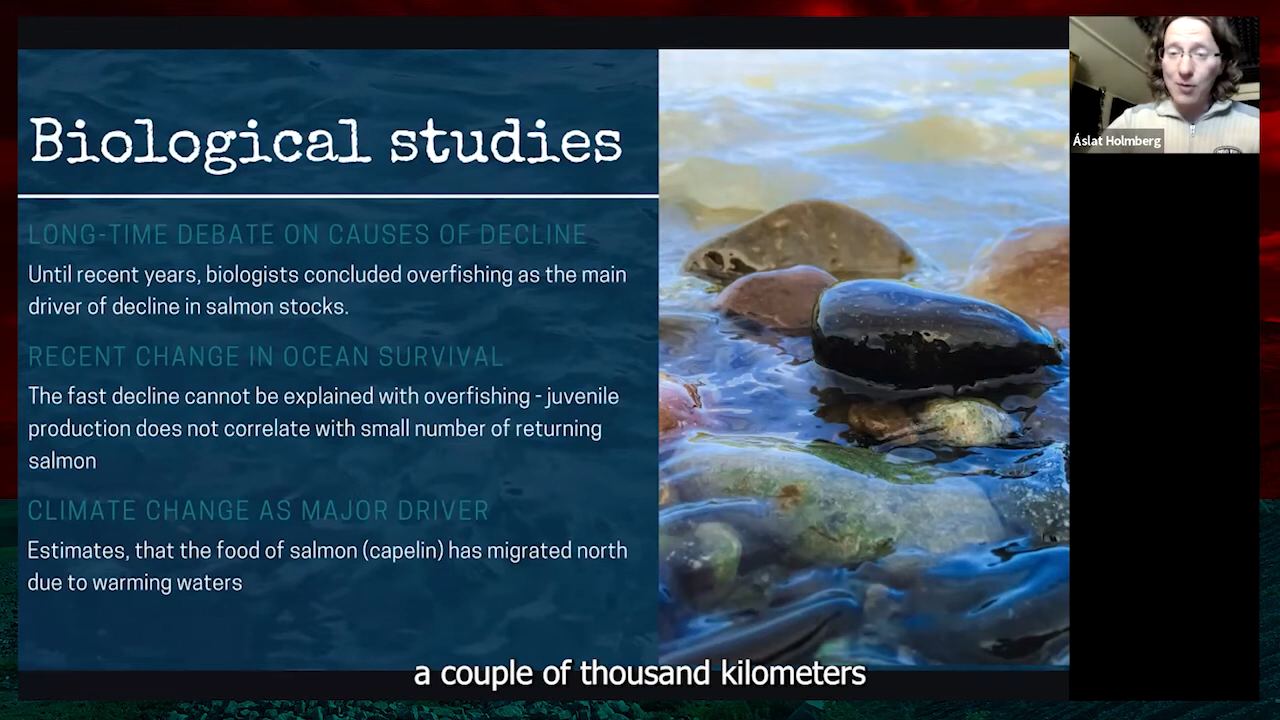 Biological studies
LONG-TIME DEBATE ON CAUSES OF DECLINE
Until recent years, biologists concluded overfishing as the main
driver of decline in salmon stocks.
RECENT CHANGE IN OCEAN SURVIVAL
The fast decline cannot be explained with overfishing - juvenile
production does not correlate with small number of returning
salmon
CLIMATE CHANGE AS MAJOR DRIVER
Estimates, that the food of salmon (capelin) has migrated north
due to warming waters
Áslat Holmberg
a couple of thousand kilometers